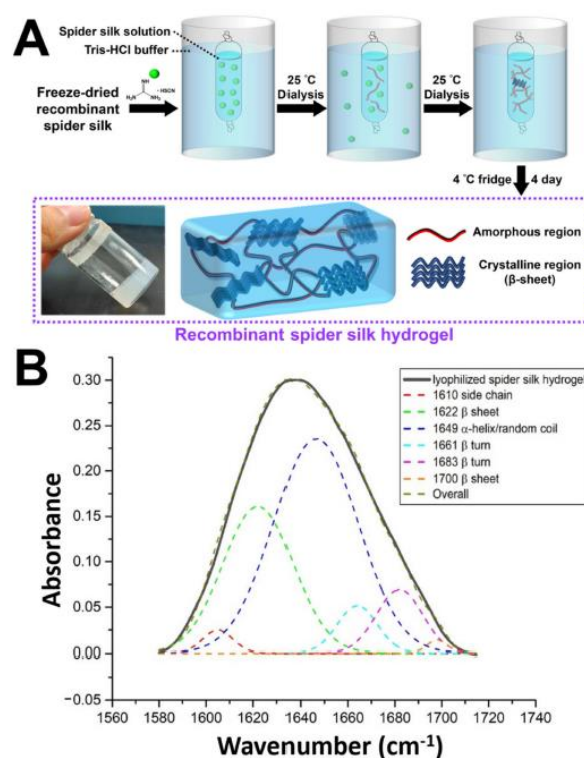 A
Spider silk solution
Tris-HCl buffer
Freeze-dried
recombinant
spider silk
NH
H₂N
NH₂
· HSCN
25 ℃
Dialysis
25 ℃
Dialysis
4 ℃ fridge
4 day
Amorphous region
Crystalline region
(β-sheet)
Recombinant spider silk hydrogel
B
Absorbance
0.30
0.25
0.20
0.15
0.10
0.05
0.00
−0.05
lyophilized spider silk hydrogel
1610 side chain
1622 β sheet
1649 α-helix/random coil
1661 β turn
1683 β turn
1700 β sheet
Overall
1560 1580 1600 1620 1640 1660 1680 1700 1720 1740
Wavenumber (cm⁻¹)